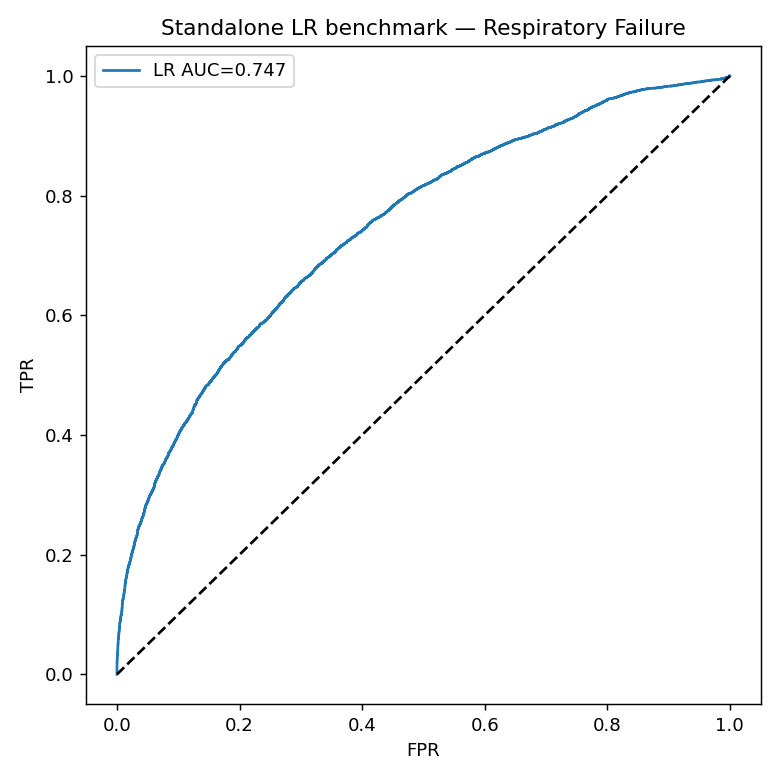 Standalone LR benchmark — Respiratory Failure
LR AUC=0.747
1.0
0.8
0.6
0.4
0.2
0.0
TPR
0.0 0.2 0.4 0.6 0.8 1.0
FPR